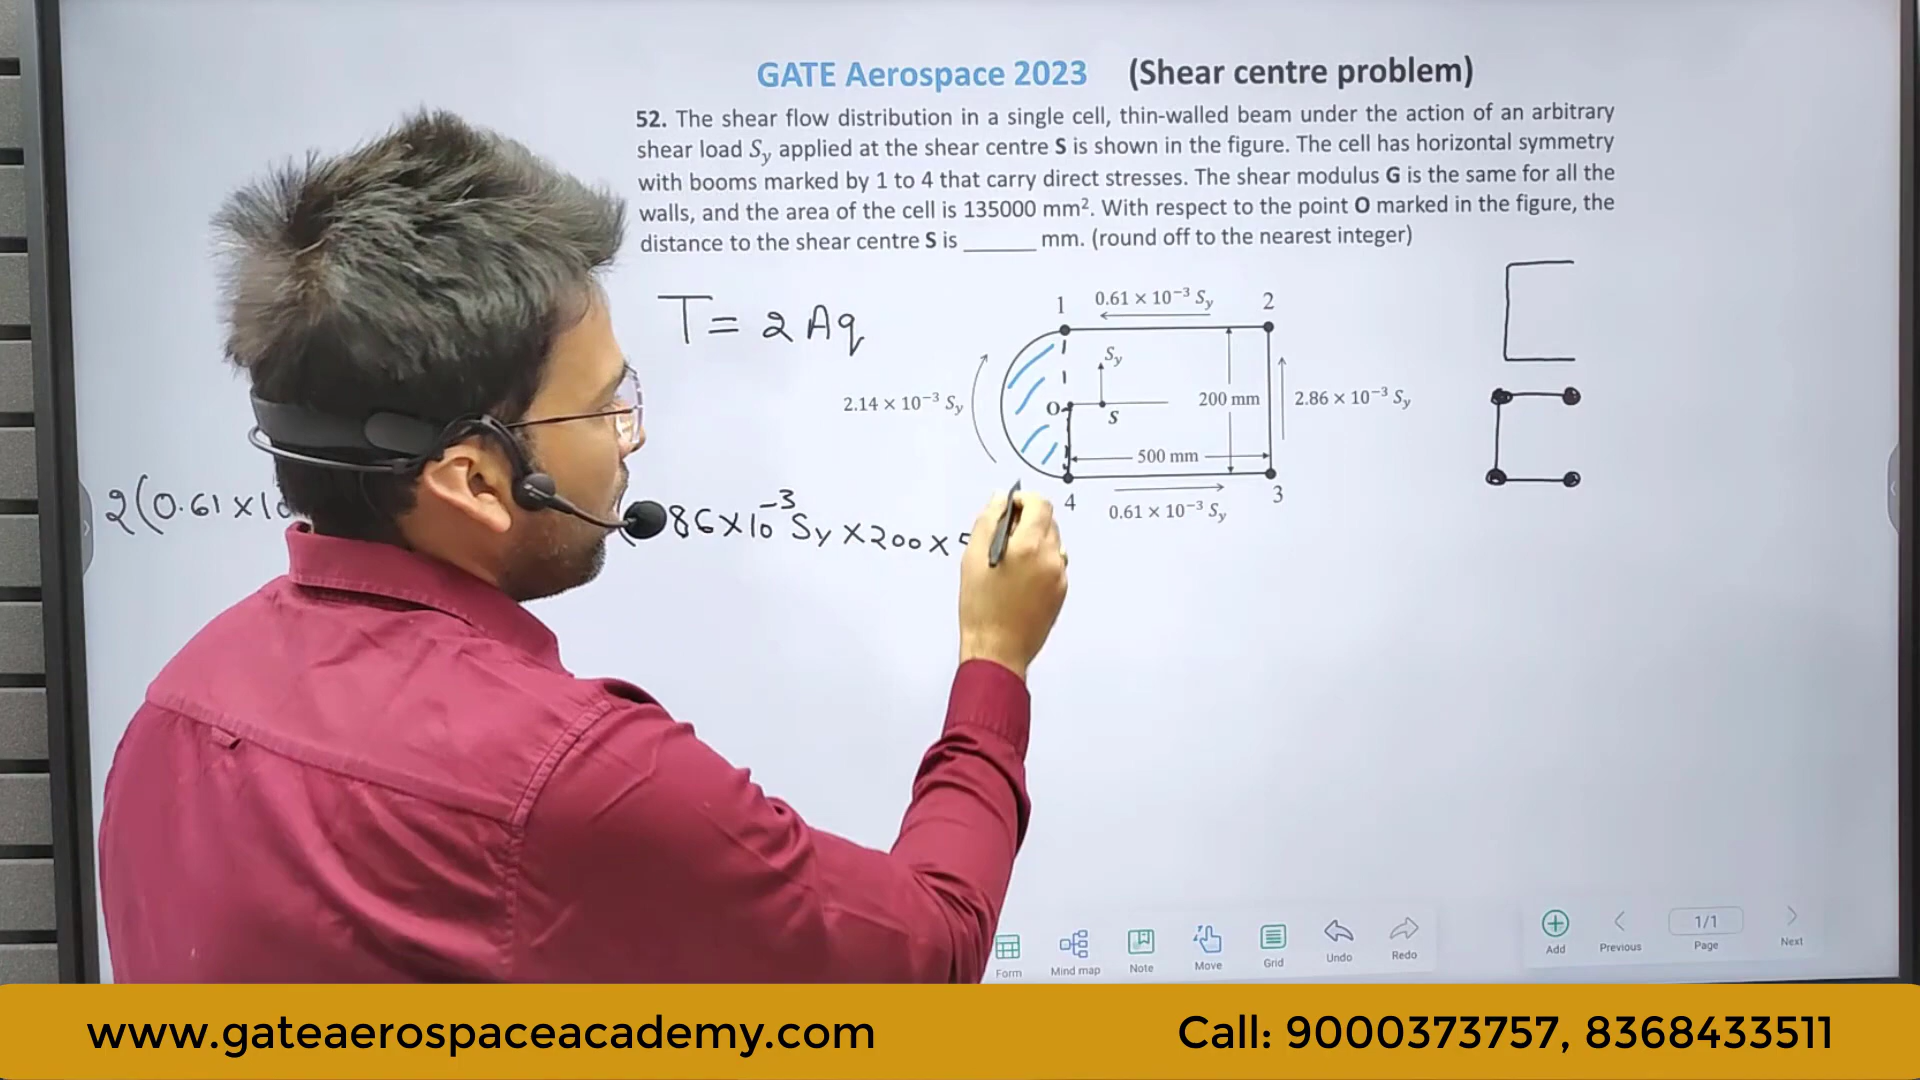 GATE Aerospace 2023 (Shear centre problem)
52. The shear flow distribution in a single cell, thin-walled beam under the action of an arbitrary
shear load Sy applied at the shear centre S is shown in the figure. The cell has horizontal symmetry
with booms marked by 1 to 4 that carry direct stresses. The shear modulus G is the same for all the
walls, and the area of the cell is 135000 mm². With respect to the point O marked in the figure, the
distance to the shear centre S is ______ mm. (round off to the nearest integer)
T = 2Aq
1 0.61 × 10⁻³ Sy 2
Sy
2.14 × 10⁻³ Sy
O
S
200 mm
2.86 × 10⁻³ Sy
500 mm
4 0.61 × 10⁻³ Sy 3
2(0.61×10
86×10⁻³Sy×200×
Form
Mind map
Note
Move
Grid
Undo
Redo
Add
Previous
1/1
Page
Next
www.gateaerospaceacademy.com
Call: 9000373757, 8368433511